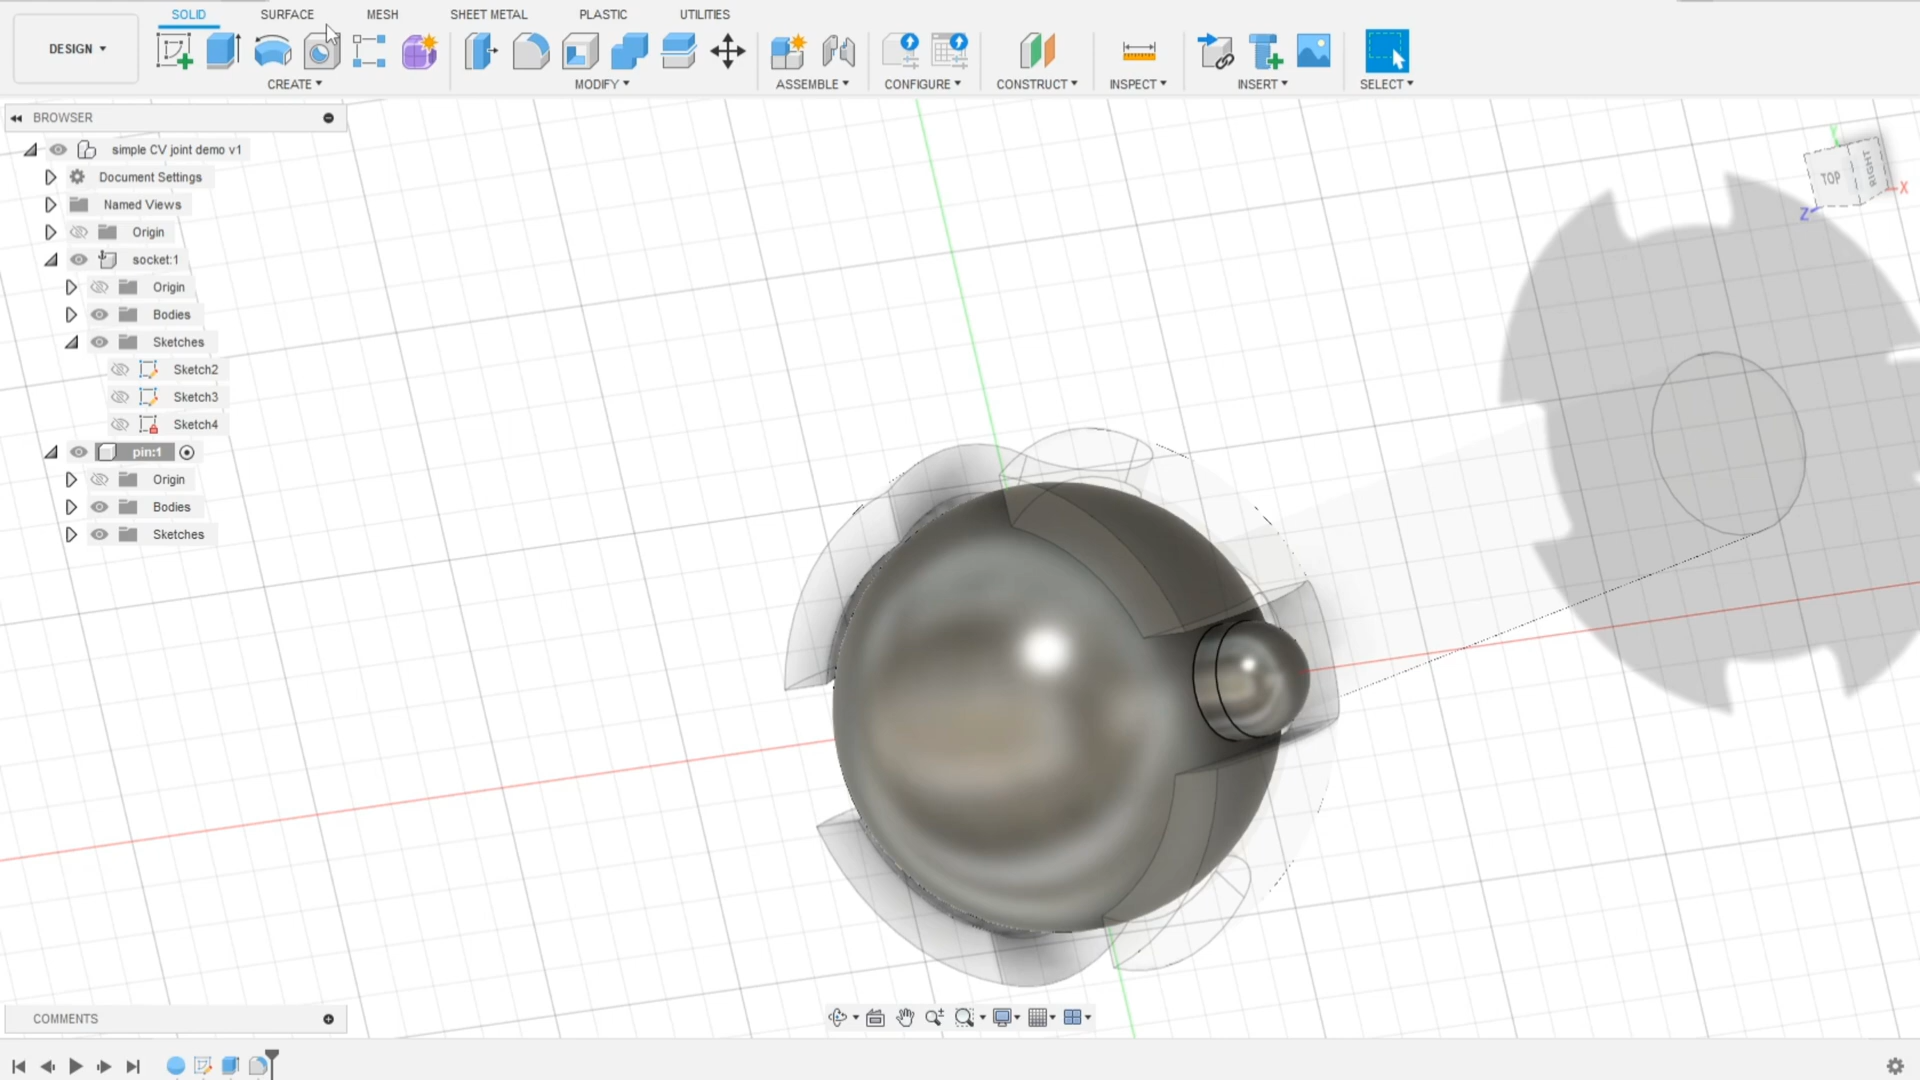 SOLID SURFACE MESH SHEET METAL PLASTIC UTILITIES
DESIGN
CREATE MODIFY ASSEMBLE CONFIGURE CONSTRUCT INSPECT INSERT SELECT
BROWSER
simple CV joint demo v1
Document Settings
Named Views
Origin
socket:1
Origin
Bodies
Sketches
Sketch2
Sketch3
Sketch4
pin:1
Origin
Bodies
Sketches
Y
TOP
RIGHT
X
Z
COMMENTS